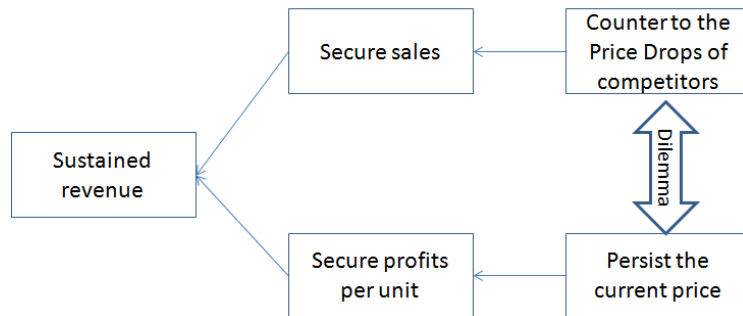 Secure sales
Counter to the
Price Drops of
competitors
Sustained
revenue
Dilemma
Secure profits
per unit
Persist the
current price